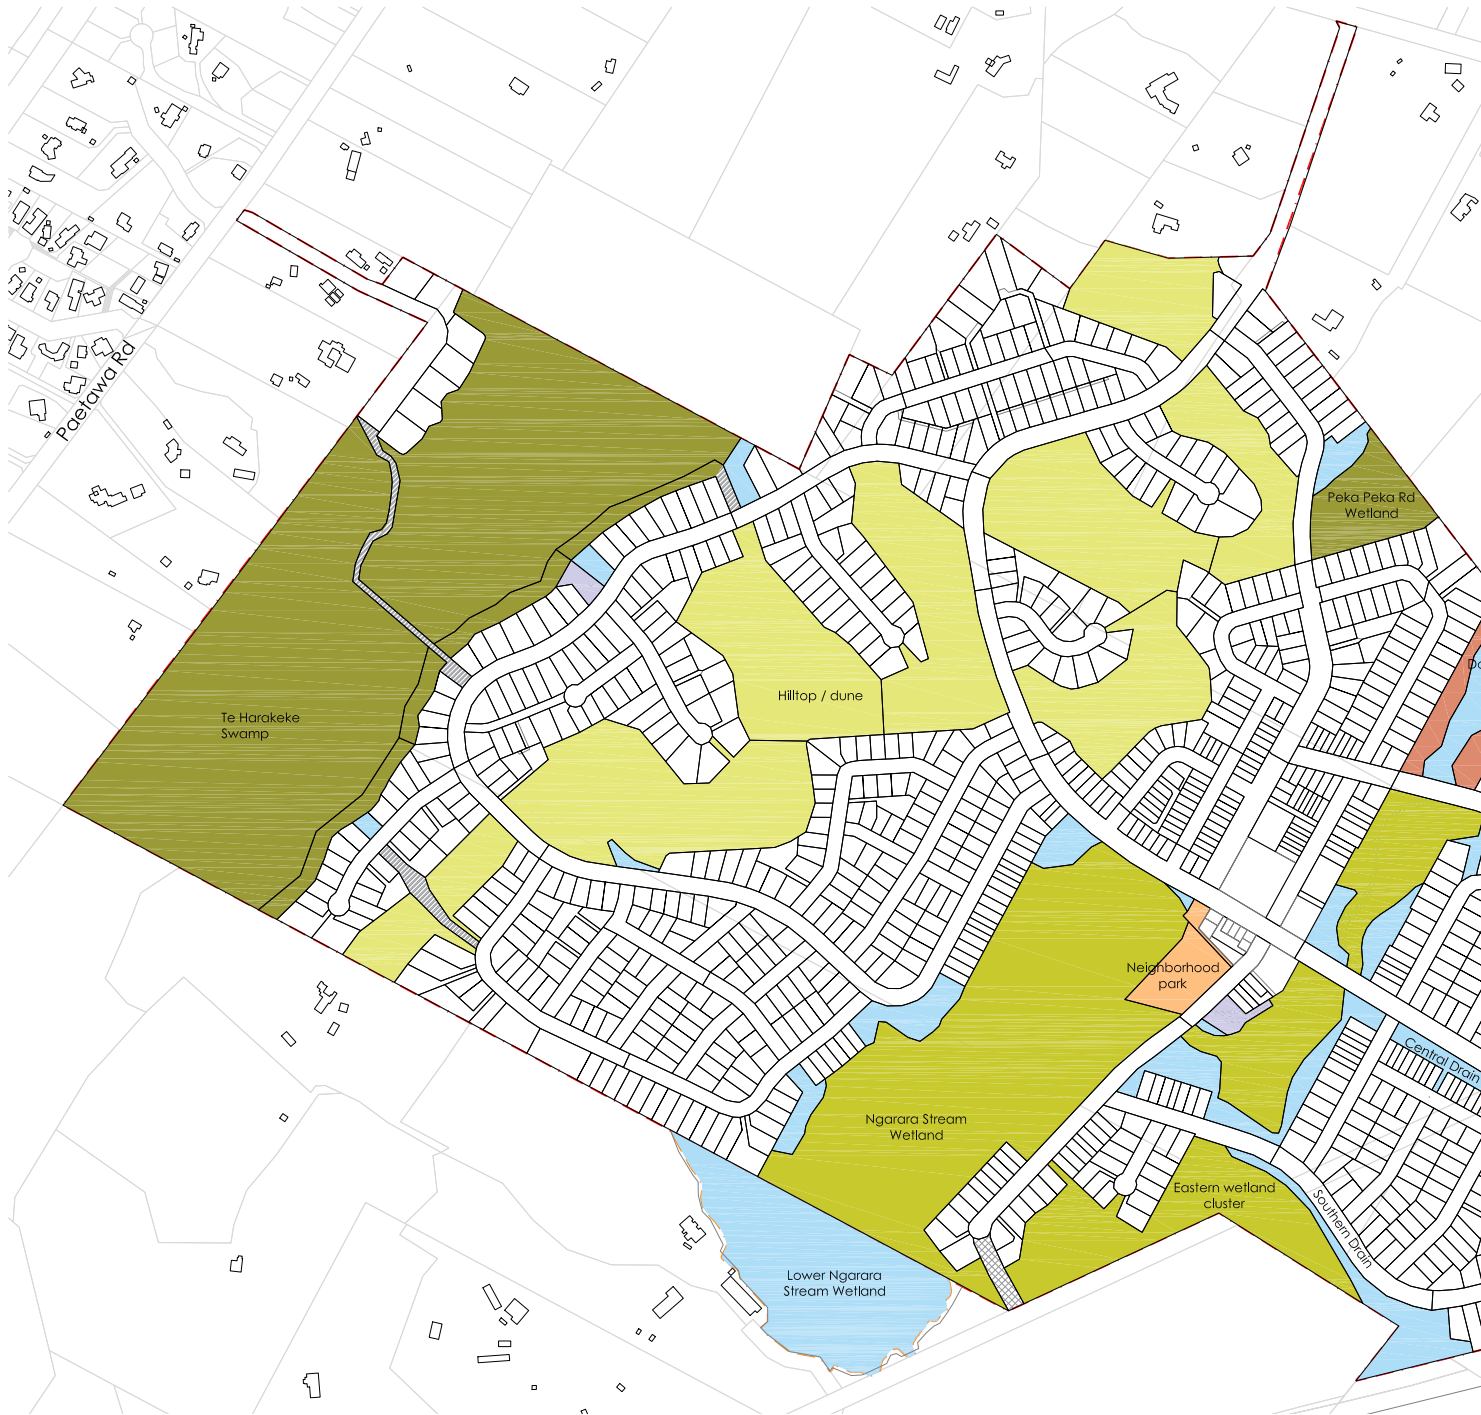 Paetawa Rd
Peka Peka Rd
Wetland
Do
Hilltop / dune
Te Harakeke
Swamp
Neighborhood
park
Central Drain
Ngarara Stream
Wetland
Eastern wetland
cluster
Southern Drain
Lower Ngarara
Stream Wetland